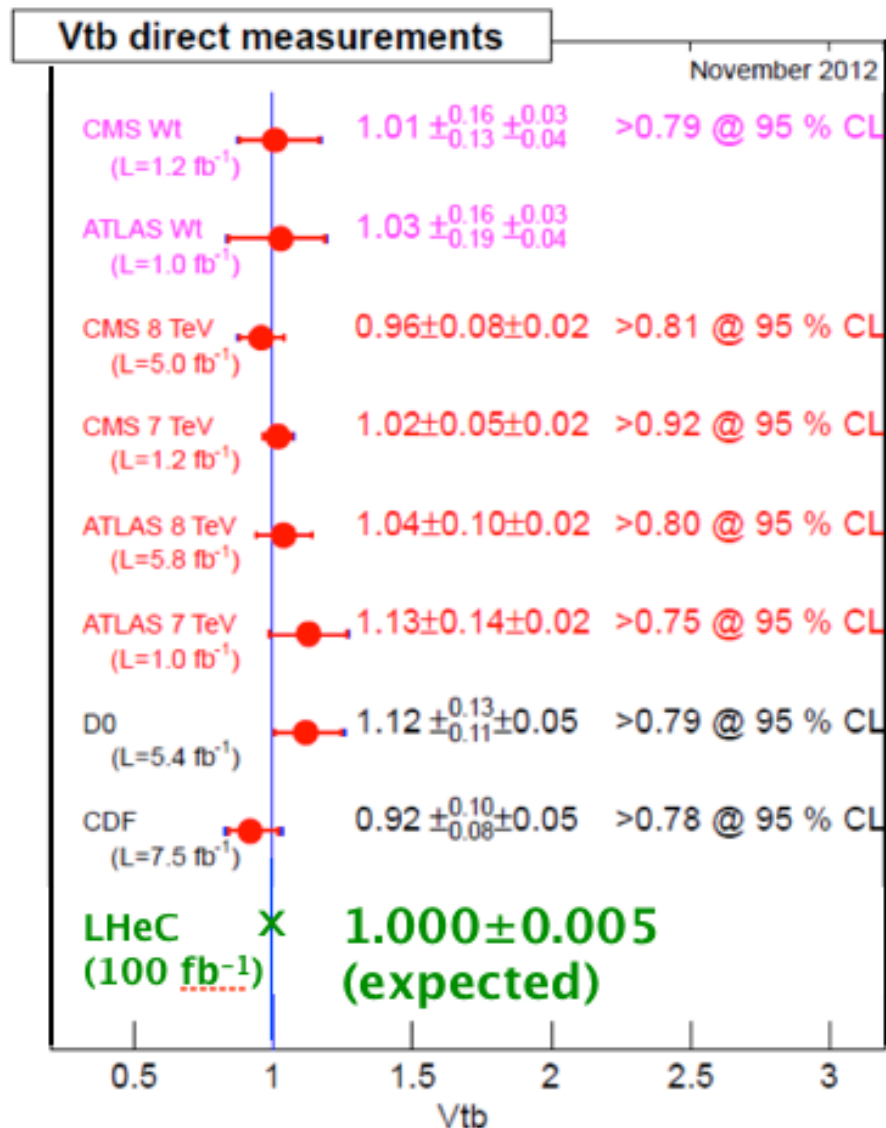 Vtb direct measurements
November 2012
CMS Wt 1.01 ±0.16 0.13 ±0.03 0.04 >0.79 @ 95 % CL
(L=1.2 fb⁻¹)
ATLAS Wt 1.03 ±0.16 0.19 ±0.03 0.04
(L=1.0 fb⁻¹)
CMS 8 TeV 0.96±0.08±0.02 >0.81 @ 95 % CL
(L=5.0 fb⁻¹)
CMS 7 TeV 1.02±0.05±0.02 >0.92 @ 95 % CL
(L=1.2 fb⁻¹)
ATLAS 8 TeV 1.04±0.10±0.02 >0.80 @ 95 % CL
(L=5.8 fb⁻¹)
ATLAS 7 TeV 1.13±0.14±0.02 >0.75 @ 95 % CL
(L=1.0 fb⁻¹)
D0 1.12 ±0.13 0.11 ±0.05 >0.79 @ 95 % CL
(L=5.4 fb⁻¹)
CDF 0.92 ±0.10 0.08 ±0.05 >0.78 @ 95 % CL
(L=7.5 fb⁻¹)
LHeC x 1.000±0.005
(100 fb⁻¹) (expected)
0.5 1 1.5 2 2.5 3
Vtb